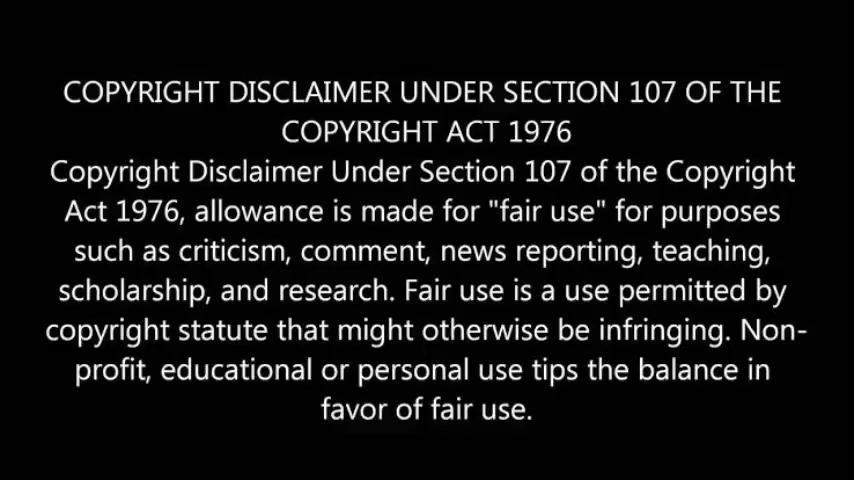 COPYRIGHT DISCLAIMER UNDER SECTION 107 OF THE
COPYRIGHT ACT 1976
Copyright Disclaimer Under Section 107 of the Copyright
Act 1976, allowance is made for "fair use" for purposes
such as criticism, comment, news reporting, teaching,
scholarship, and research. Fair use is a use permitted by
copyright statute that might otherwise be infringing. Non-
profit, educational or personal use tips the balance in
favor of fair use.